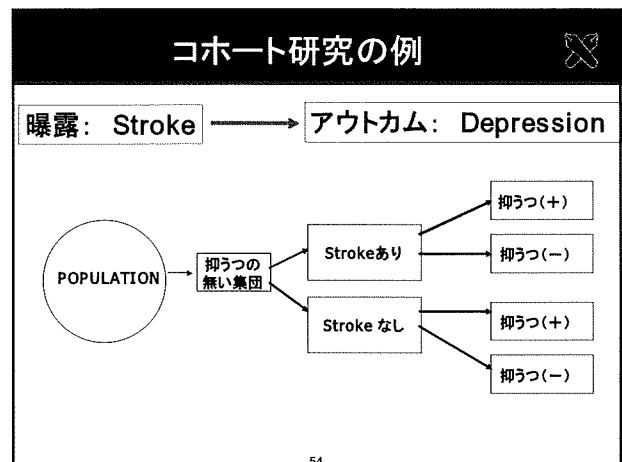 コホート研究の例
曝露： Stroke
アウトカム： Depression
POPULATION
抑うつの
無い集団
Strokeあり
Stroke なし
抑うつ（＋）
抑うつ（－）
抑うつ（＋）
抑うつ（－）
54